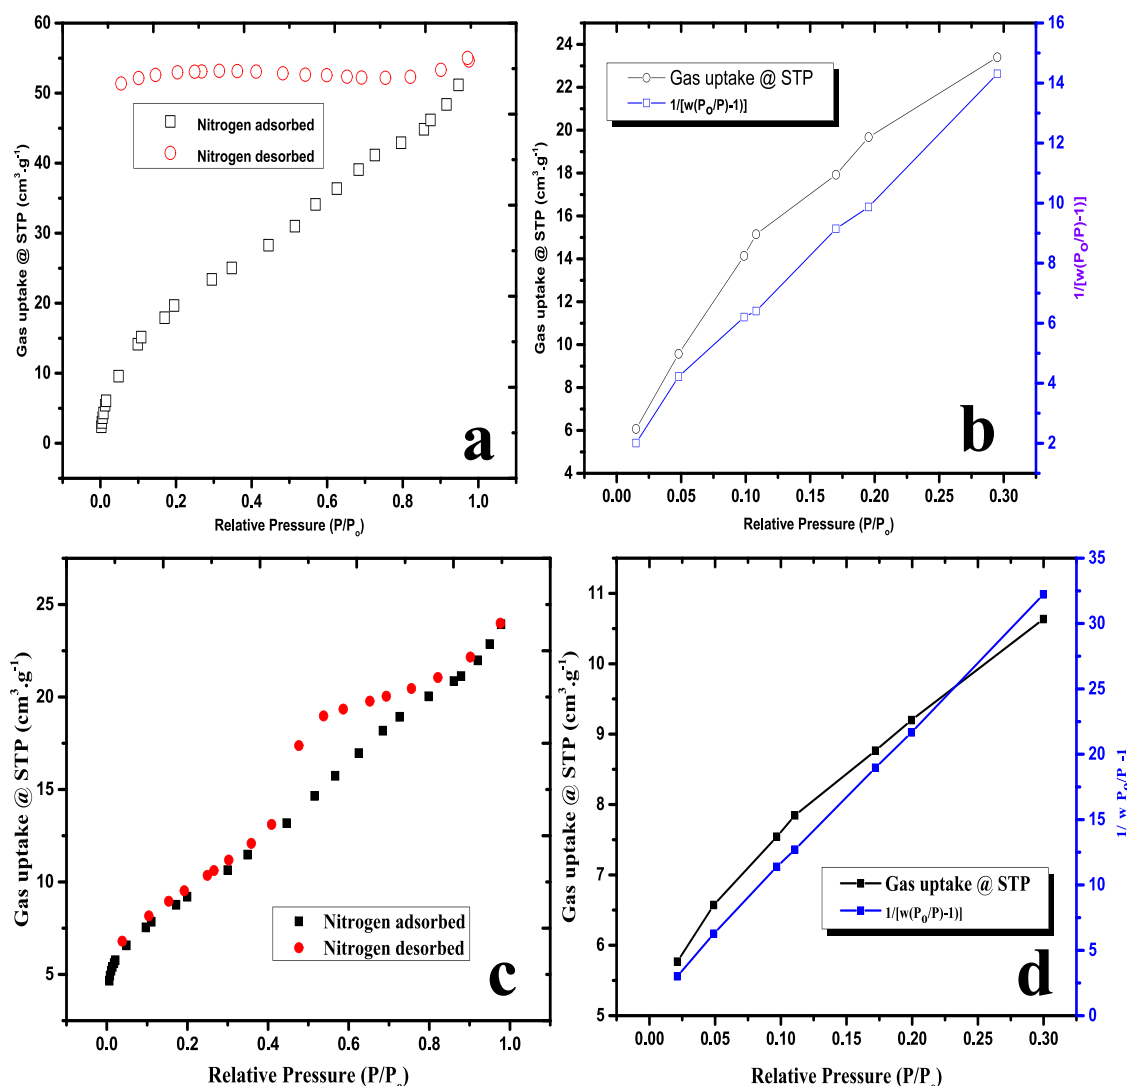 60
50
40
30
20
10
0
Gas uptake @ STP (cm³.g⁻¹)
Nitrogen adsorbed
Nitrogen desorbed
a
0.0 0.2 0.4 0.6 0.8 1.0
Relative Pressure (P/Pₒ)
24
22
20
18
16
14
12
10
8
6
4
Gas uptake @ STP (cm³.g⁻¹)
Gas uptake @ STP
1/[w(Pₒ/P)-1)]
b
16
14
12
10
8
6
4
2
1/[w(Pₒ/P)-1)]
0.00 0.05 0.10 0.15 0.20 0.25 0.30
Relative Pressure (P/Pₒ)
25
20
15
10
5
Gas uptake @ STP (cm³.g⁻¹)
Nitrogen adsorbed
Nitrogen desorbed
c
0.0 0.2 0.4 0.6 0.8 1.0
Relative Pressure (P/Pₒ)
11
10
9
8
7
6
5
Gas uptake @ STP (cm³.g⁻¹)
Gas uptake @ STP
1/[w(Pₒ/P)-1)]
d
35
30
25
20
15
10
5
0
1/ w Pₒ/P -1
0.00 0.05 0.10 0.15 0.20 0.25 0.30
Relative Pressure (P/Pₒ)